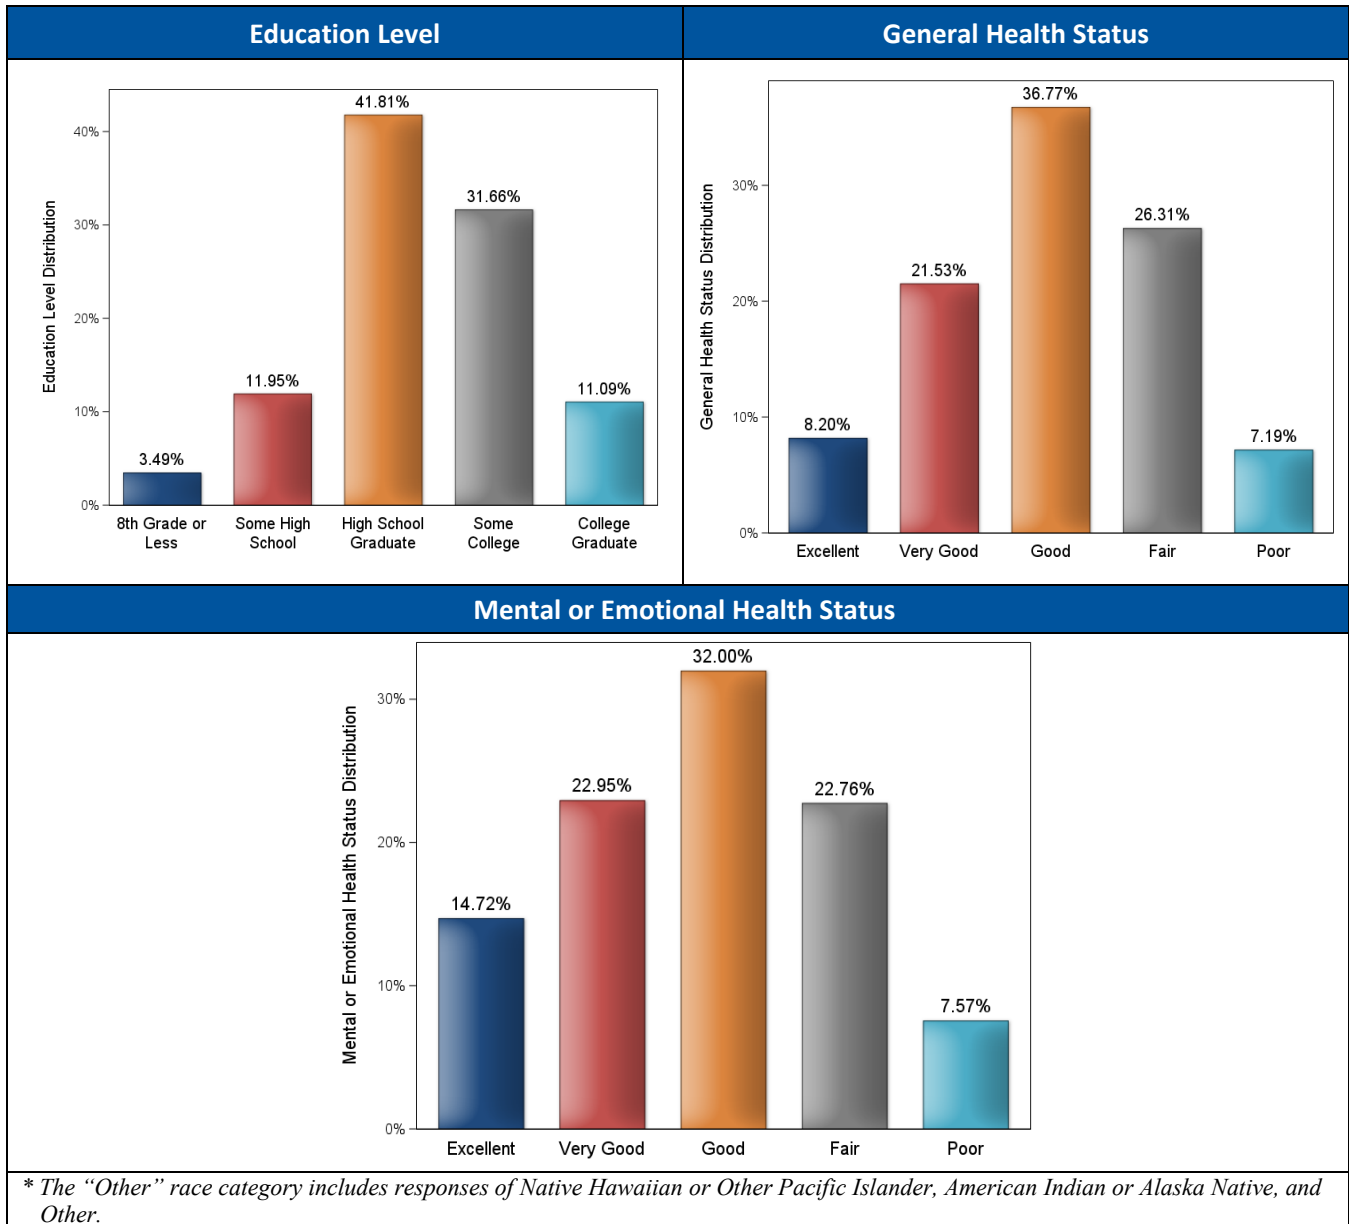 Education Level
General Health Status
Education Level Distribution
40%
30%
20%
10%
0%
41.81%
31.66%
11.95%
11.09%
3.49%
8th Grade or
Less
Some High
School
High School
Graduate
Some
College
College
Graduate
General Health Status Distribution
30%
20%
10%
0%
36.77%
26.31%
21.53%
8.20%
7.19%
Excellent
Very Good
Good
Fair
Poor
Mental or Emotional Health Status
Mental or Emotional Health Status Distribution
30%
20%
10%
0%
32.00%
22.95%
22.76%
14.72%
7.57%
Excellent
Very Good
Good
Fair
Poor
* The “Other” race category includes responses of Native Hawaiian or Other Pacific Islander, American Indian or Alaska Native, and
Other.